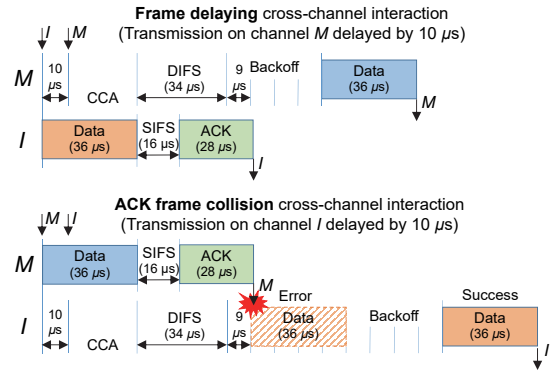 Frame delaying cross-channel interaction
(Transmission on channel M delayed by 10 µs)
I M
M
10
µs
CCA
DIFS
(34 µs)
9
µs
Backoff
Data
(36 µs)
M
I
Data
(36 µs)
SIFS
(16 µs)
ACK
(28 µs)
I
ACK frame collision cross-channel interaction
(Transmission on channel I delayed by 10 µs)
M I
M
Data
(36 µs)
SIFS
(16 µs)
ACK
(28 µs)
M
I
10
µs
CCA
DIFS
(34 µs)
9
µs
Error
Data
(36 µs)
Backoff
Success
Data
(36 µs)
I